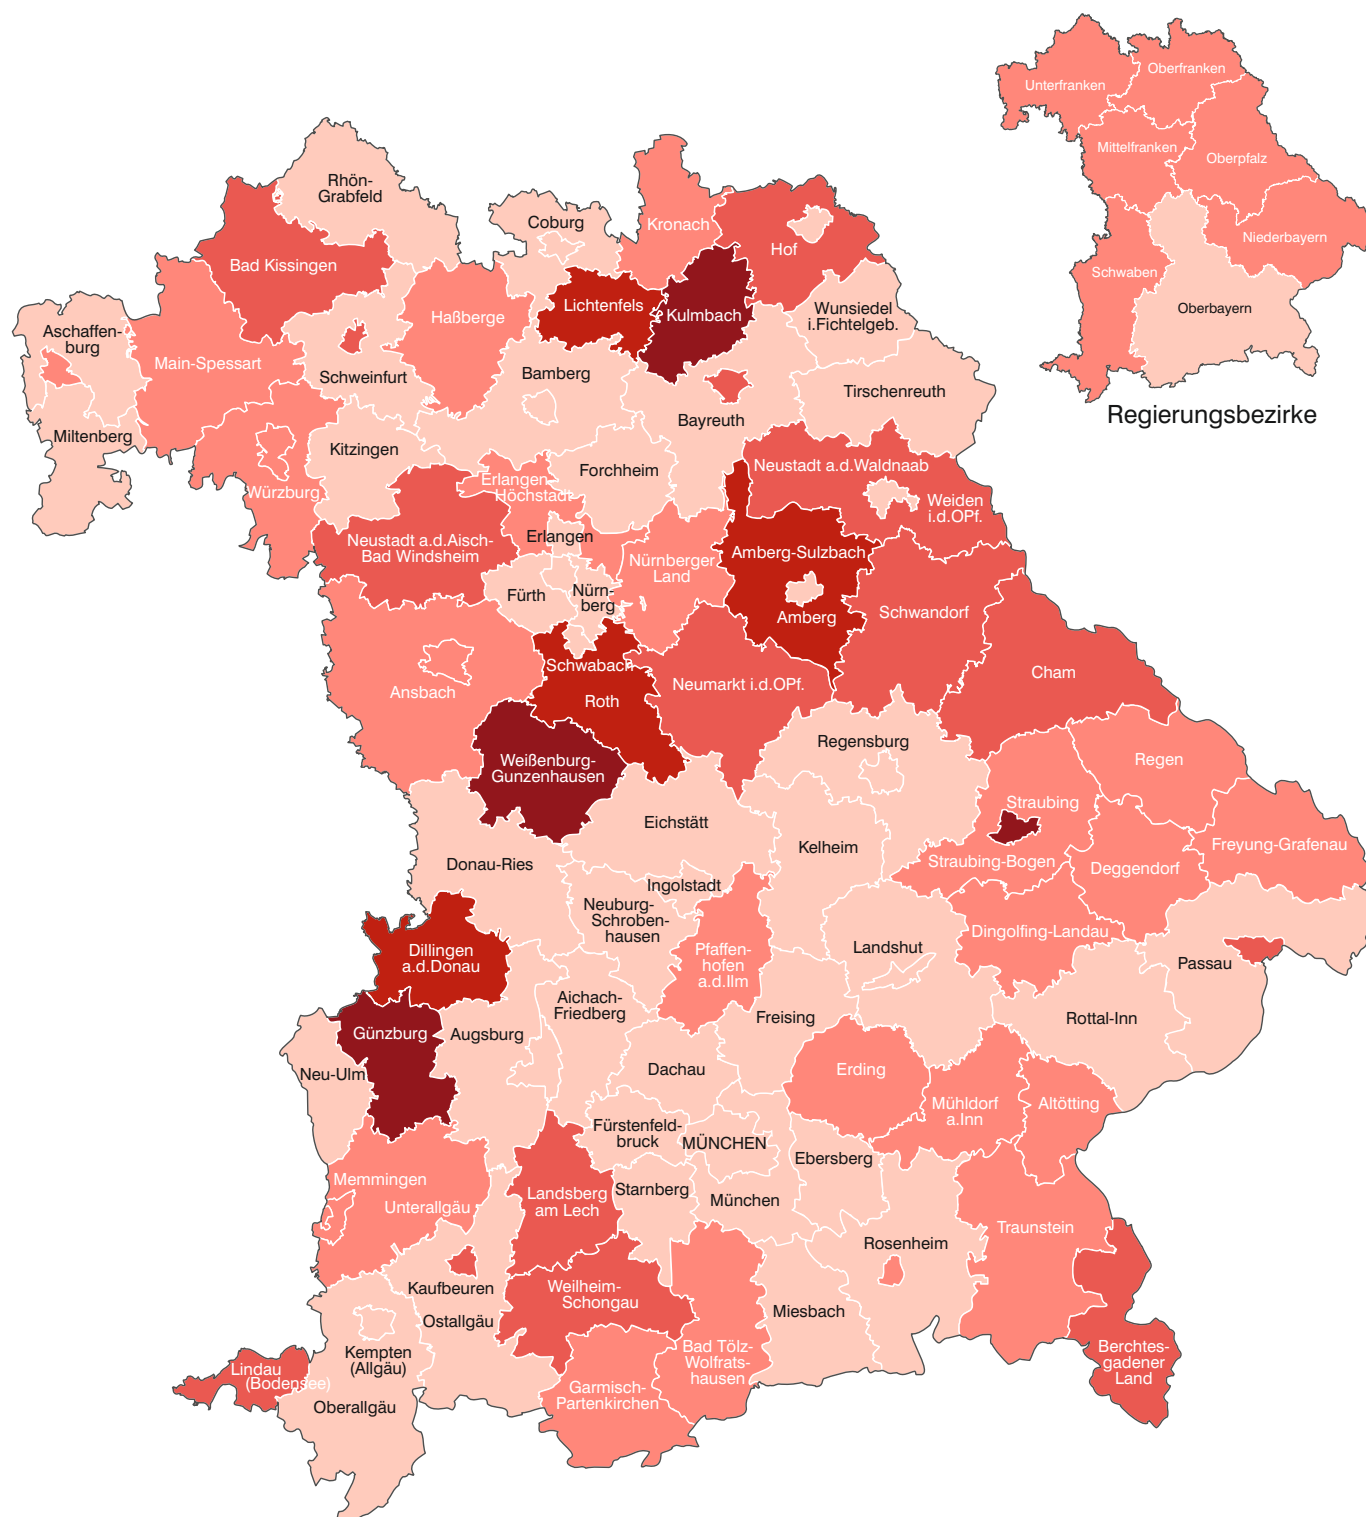 Unterfranken
Oberfranken
Mittelfranken
Oberpfalz
Niederbayern
Schwaben
Oberbayern
Regierungsbezirke
Rhön-
Grabfeld
Coburg
Kronach
Hof
Bad Kissingen
Lichtenfels
Kulmbach
Wunsiedel
i.Fichtelgeb.
Haßberge
Aschaffen-
burg
Main-Spessart
Schweinfurt
Bamberg
Tirschenreuth
Bayreuth
Miltenberg
Kitzingen
Forchheim
Neustadt a.d.Waldnaab
Erlangen-
Höchstadt
Würzburg
Weiden
i.d.OPf.
Erlangen
Neustadt a.d.Aisch-
Bad Windsheim
Amberg-Sulzbach
Nürnberger
Land
Fürth
Nürn-
berg
Amberg
Schwandorf
Schwabach
Cham
Ansbach
Neumarkt i.d.OPf.
Roth
Regensburg
Weißenburg-
Gunzenhausen
Regen
Straubing
Eichstätt
Kelheim
Freyung-Grafenau
Donau-Ries
Straubing-Bogen
Deggendorf
Ingolstadt
Neuburg-
Schroben-
hausen
Dingolfing-Landau
Dillingen
a.d.Donau
Pfaffen-
hofen
a.d.Ilm
Landshut
Passau
Aichach-
Friedberg
Freising
Rottal-Inn
Günzburg
Augsburg
Neu-Ulm
Dachau
Erding
Mühldorf
a.Inn
Altötting
Fürstenfeld-
bruck
MÜNCHEN
Ebersberg
Memmingen
Unterallgäu
Landsberg
am Lech
Starnberg
München
Traunstein
Rosenheim
Kaufbeuren
Weilheim-
Schongau
Ostallgäu
Miesbach
Kempten
(Allgäu)
Bad Tölz-
Wolfrats-
hausen
Berchtes-
gadener
Land
Lindau
(Bodensee)
Garmisch-
Partenkirchen
Oberallgäu